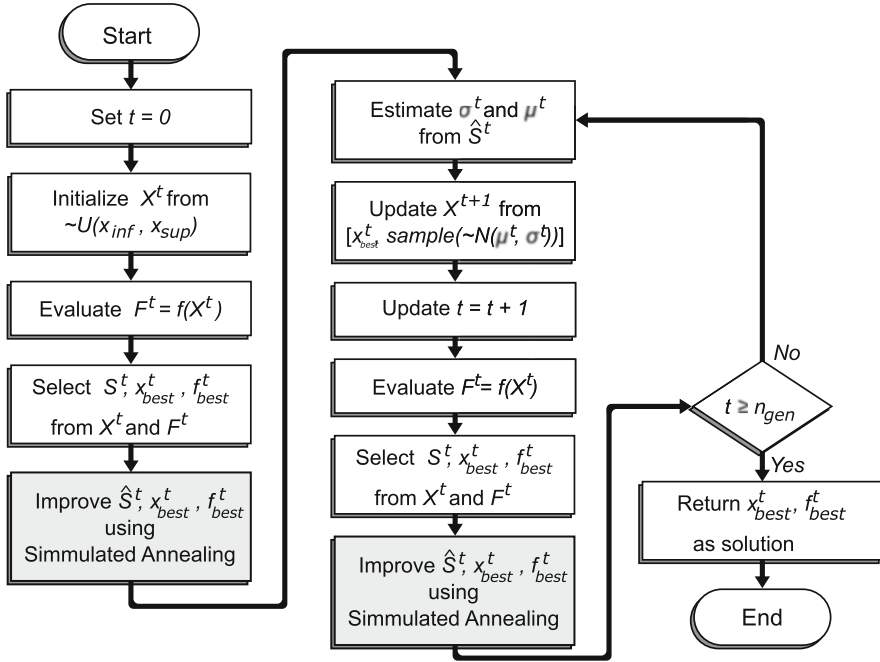 Start
Set t = 0
Initialize X^t from
~U(x_inf , x_sup)
Evaluate F^t = f(X^t)
Select S^t, x^t_best , f^t_best
from X^t and F^t
Improve Ŝ^t, x^t_best , f^t_best
using
Simmulated Annealing
Estimate σ^t and μ^t
from Ŝ^t
Update X^t+1 from
[x^t_best, sample(~N(μ^t, σ^t))]
Update t = t + 1
Evaluate F^t = f(X^t)
Select S^t, x^t_best , f^t_best
from X^t and F^t
Improve Ŝ^t, x^t_best , f^t_best
using
Simmulated Annealing
No
t ≥ n_gen
Yes
Return x^t_best, f^t_best
as solution
End